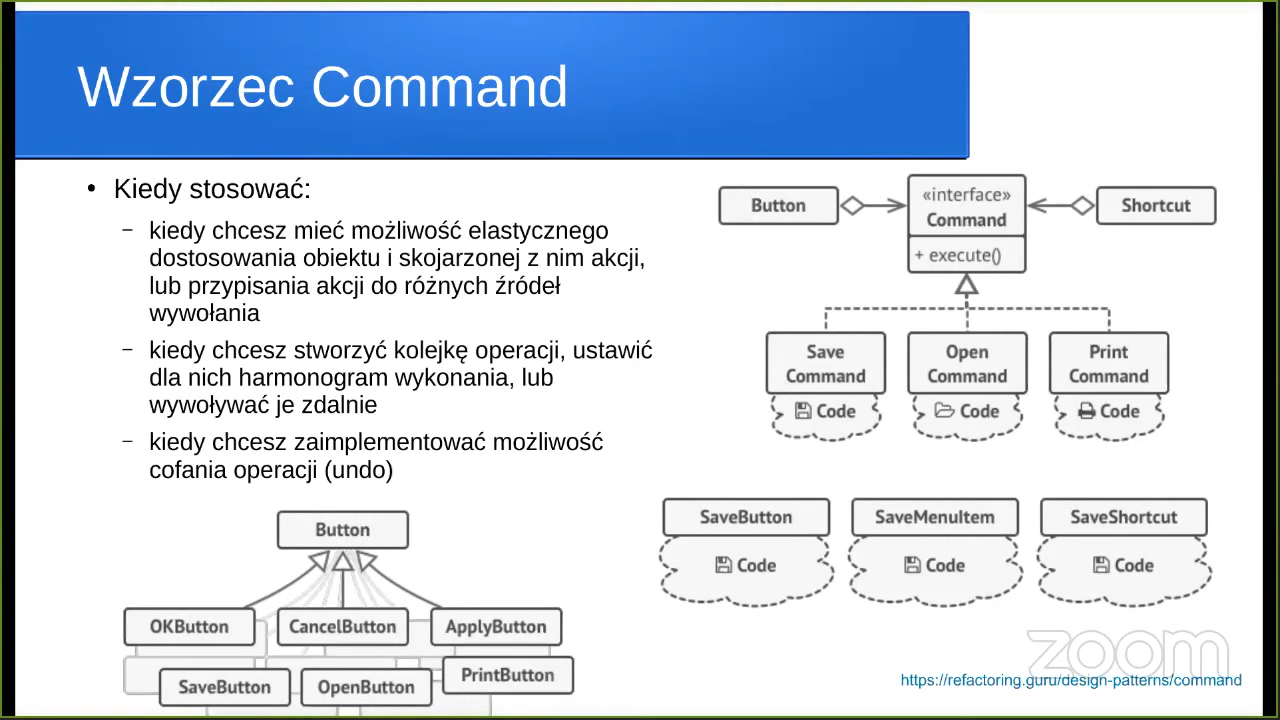 Wzorzec Command
• Kiedy stosować:
– kiedy chcesz mieć możliwość elastycznego
dostosowania obiektu i skojarzonej z nim akcji,
lub przypisania akcji do różnych źródeł
wywołania
– kiedy chcesz stworzyć kolejkę operacji, ustawić
dla nich harmonogram wykonania, lub
wywoływać je zdalnie
– kiedy chcesz zaimplementować możliwość
cofania operacji (undo)
Button
«interface»
Command
+ execute()
Shortcut
Save
Command
Open
Command
Print
Command
Code
Code
Code
SaveButton
SaveMenuItem
SaveShortcut
Code
Code
Code
Button
OKButton
CancelButton
ApplyButton
SaveButton
OpenButton
PrintButton
zoom
https://refactoring.guru/design-patterns/command